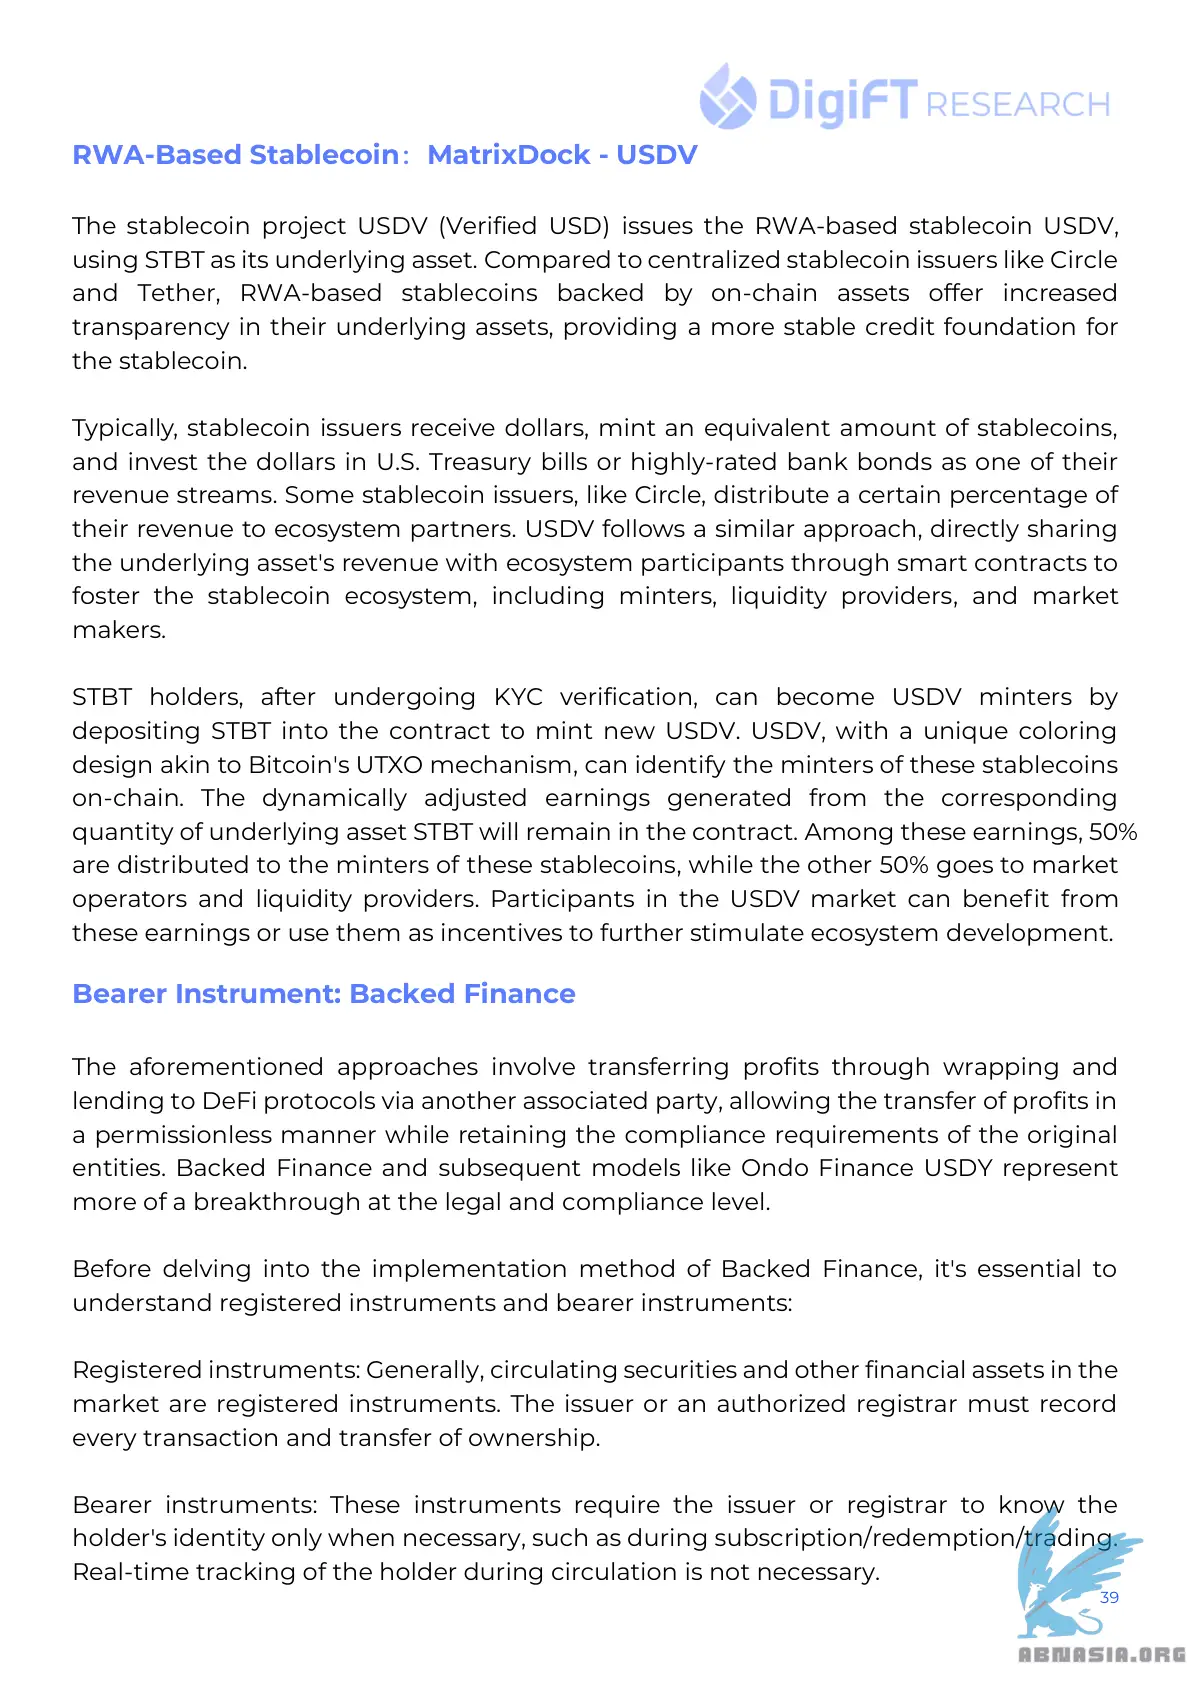 DigiFT RESEARCH
RWA-Based Stablecoin： MatrixDock - USDV
The stablecoin project USDV (Verified USD) issues the RWA-based stablecoin USDV,
using STBT as its underlying asset. Compared to centralized stablecoin issuers like Circle
and Tether, RWA-based stablecoins backed by on-chain assets offer increased
transparency in their underlying assets, providing a more stable credit foundation for
the stablecoin.
Typically, stablecoin issuers receive dollars, mint an equivalent amount of stablecoins,
and invest the dollars in U.S. Treasury bills or highly-rated bank bonds as one of their
revenue streams. Some stablecoin issuers, like Circle, distribute a certain percentage of
their revenue to ecosystem partners. USDV follows a similar approach, directly sharing
the underlying asset's revenue with ecosystem participants through smart contracts to
foster the stablecoin ecosystem, including minters, liquidity providers, and market
makers.
STBT holders, after undergoing KYC verification, can become USDV minters by
depositing STBT into the contract to mint new USDV. USDV, with a unique coloring
design akin to Bitcoin's UTXO mechanism, can identify the minters of these stablecoins
on-chain. The dynamically adjusted earnings generated from the corresponding
quantity of underlying asset STBT will remain in the contract. Among these earnings, 50%
are distributed to the minters of these stablecoins, while the other 50% goes to market
operators and liquidity providers. Participants in the USDV market can benefit from
these earnings or use them as incentives to further stimulate ecosystem development.
Bearer Instrument: Backed Finance
The aforementioned approaches involve transferring profits through wrapping and
lending to DeFi protocols via another associated party, allowing the transfer of profits in
a permissionless manner while retaining the compliance requirements of the original
entities. Backed Finance and subsequent models like Ondo Finance USDY represent
more of a breakthrough at the legal and compliance level.
Before delving into the implementation method of Backed Finance, it's essential to
understand registered instruments and bearer instruments:
Registered instruments: Generally, circulating securities and other financial assets in the
market are registered instruments. The issuer or an authorized registrar must record
every transaction and transfer of ownership.
Bearer instruments: These instruments require the issuer or registrar to know the
holder's identity only when necessary, such as during subscription/redemption/trading.
Real-time tracking of the holder during circulation is not necessary.
39
ABNASIA.ORG